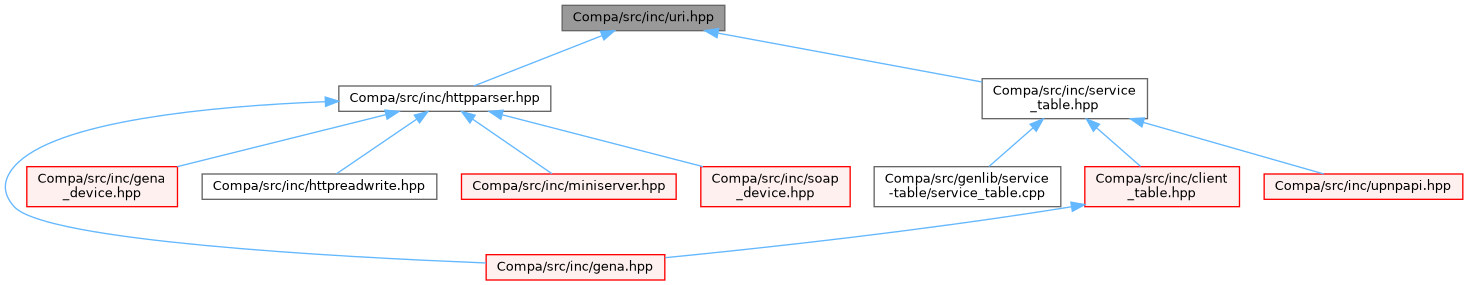 Compa/src/inc/uri.hpp
Compa/src/inc/httpparser.hpp
Compa/src/inc/service
_table.hpp
Compa/src/inc/gena
_device.hpp
Compa/src/inc/httpreadwrite.hpp
Compa/src/inc/miniserver.hpp
Compa/src/inc/soap
_device.hpp
Compa/src/genlib/service
-table/service_table.cpp
Compa/src/inc/client
_table.hpp
Compa/src/inc/upnpapi.hpp
Compa/src/inc/gena.hpp